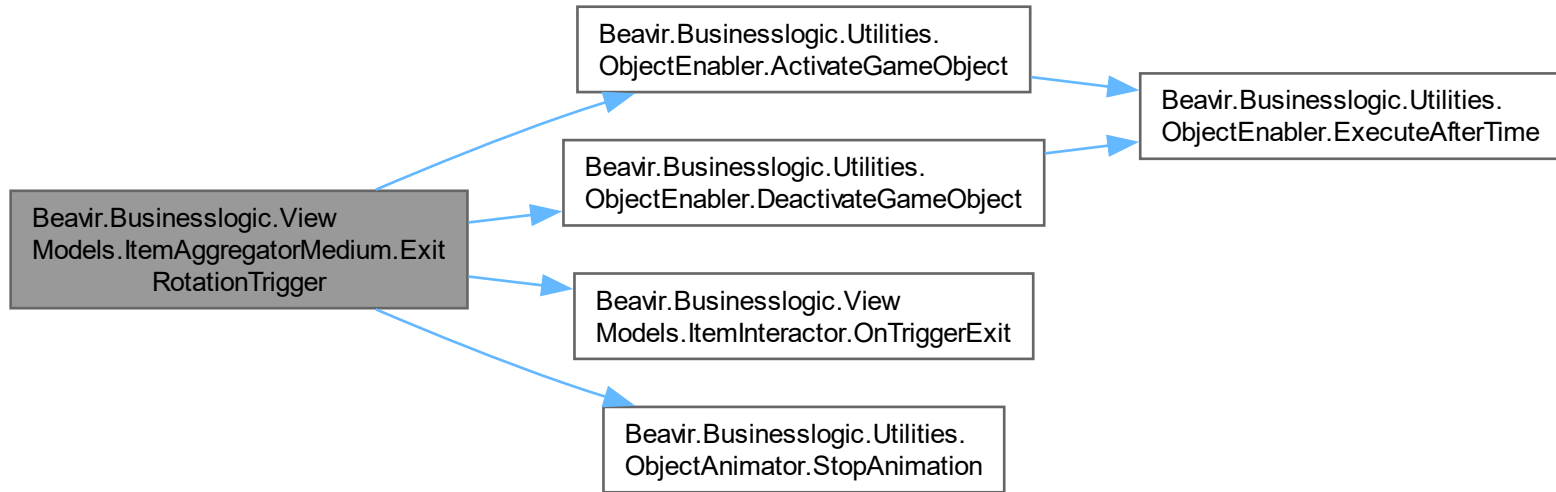 Beavir.Businesslogic.View
Models.ItemAggregatorMedium.Exit
RotationTrigger
Beavir.Businesslogic.Utilities.
ObjectEnabler.ActivateGameObject
Beavir.Businesslogic.Utilities.
ObjectEnabler.DeactivateGameObject
Beavir.Businesslogic.View
Models.ItemInteractor.OnTriggerExit
Beavir.Businesslogic.Utilities.
ObjectAnimator.StopAnimation
Beavir.Businesslogic.Utilities.
ObjectEnabler.ExecuteAfterTime